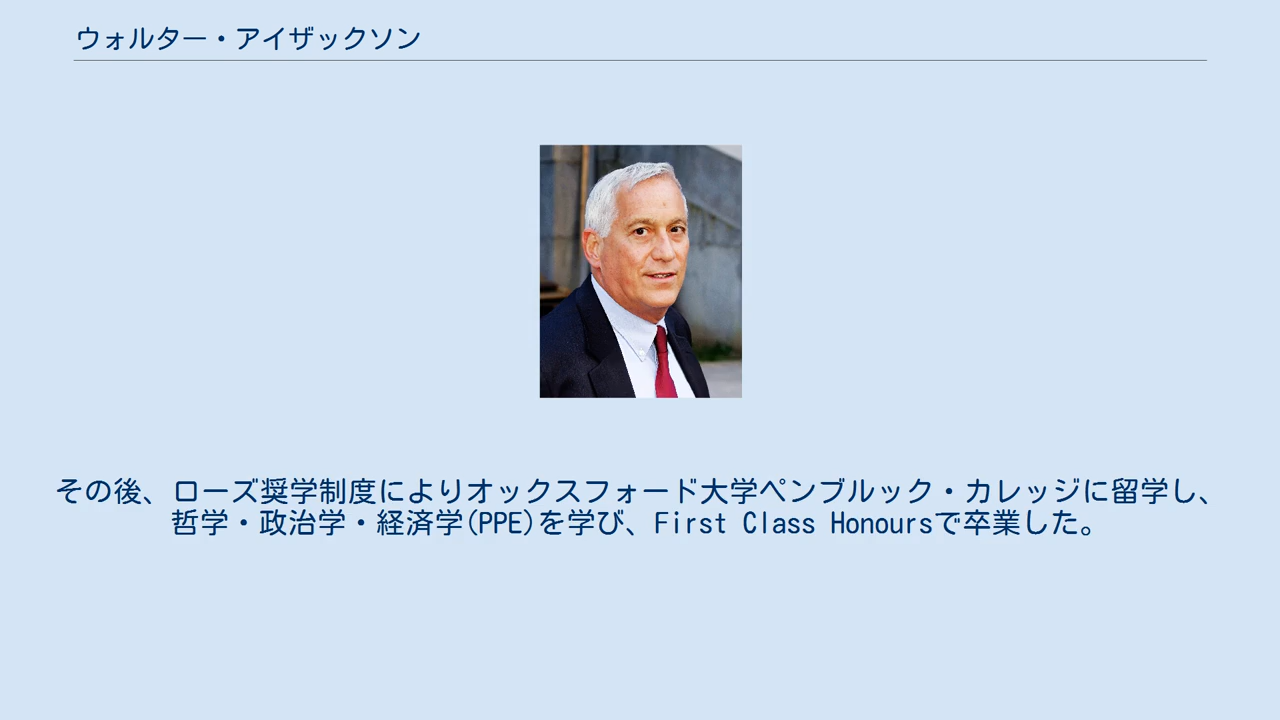 ウォルター・アイザックソン
その後、ローズ奨学制度によりオックスフォード大学ペンブルック・カレッジに留学し、
哲学・政治学・経済学(PPE)を学び、First Class Honoursで卒業した。